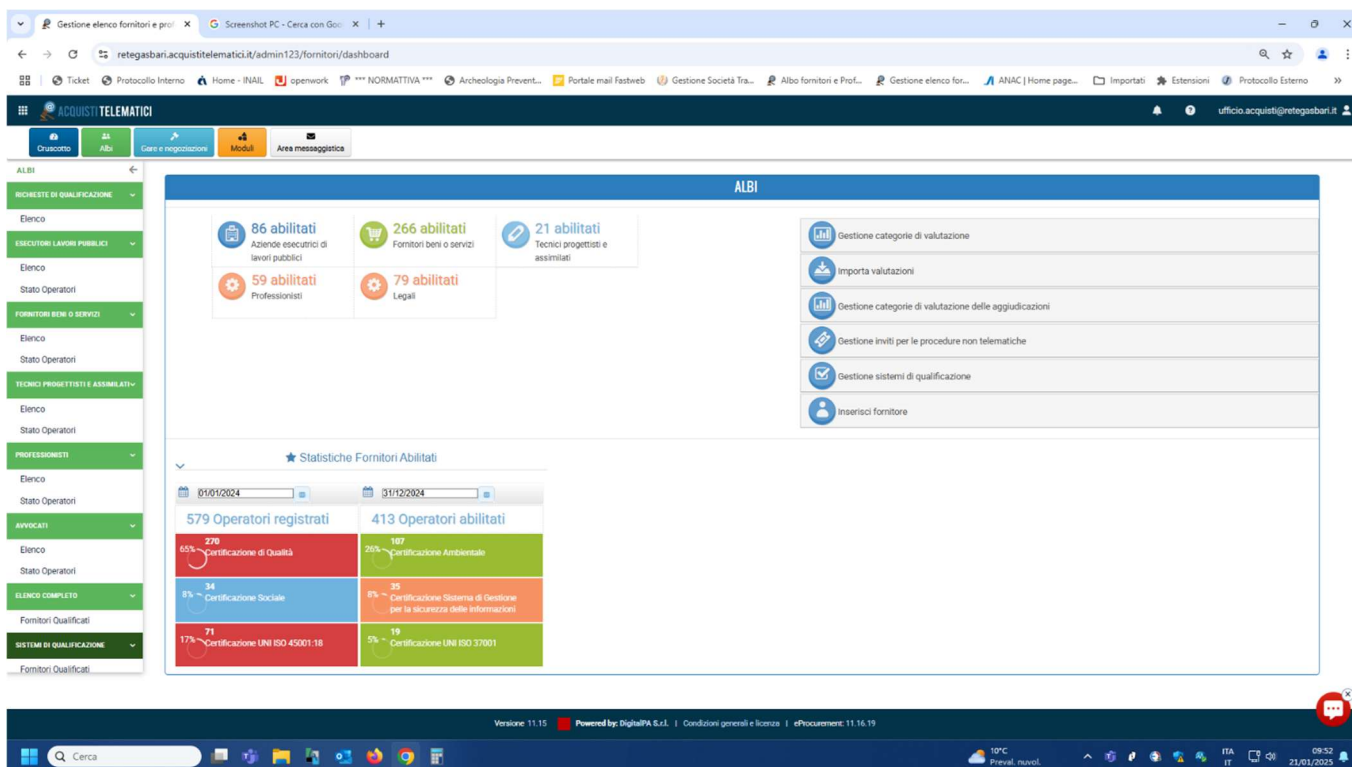 Gestione elenco fornitori e prof
Screenshot PC - Cerca con Goo
retegasbari.acquistitelematici.it/admin123/fornitori/dashboard
Ticket
Protocollo Interno
Home - INAIL
openwork
*** NORMATTIVA ***
Archeologia Prevent...
Portale mail Fastweb
Gestione Società Tra...
Albo fornitori e Prof...
Gestione elenco for...
ANAC | Home page...
Importati
Estensioni
Protocollo Esterno
»
ACQUISTI TELEMATICI
ufficio.acquisti@retegasbari.it
Cruscotto
Albi
Gare e negoziazioni
Moduli
Area messaggistica
ALBI
RICHIESTE DI QUALIFICAZIONE
Elenco
ESECUTORI LAVORI PUBBLICI
Elenco
Stato Operatori
FORNITORI BENI O SERVIZI
Elenco
Stato Operatori
TECNICI PROGETTISTI E ASSIMILATI
Elenco
Stato Operatori
PROFESSIONISTI
Elenco
Stato Operatori
AVVOCATI
Elenco
Stato Operatori
ELENCO COMPLETO
Fornitori Qualificati
SISTEMI DI QUALIFICAZIONE
Fornitori Qualificati
ALBI
86 abilitati
Aziende esecutrici di
lavori pubblici
266 abilitati
Fornitori beni o servizi
21 abilitati
Tecnici progettisti e
assimilati
59 abilitati
Professionisti
79 abilitati
Legali
Gestione categorie di valutazione
Importa valutazioni
Gestione categorie di valutazione delle aggiudicazioni
Gestione inviti per le procedure non telematiche
Gestione sistemi di qualificazione
Inserisci fornitore
Statistiche Fornitori Abilitati
01/01/2024
31/12/2024
579 Operatori registrati
413 Operatori abilitati
65%
270
Certificazione di Qualità
26%
107
Certificazione Ambientale
8%
34
Certificazione Sociale
8%
35
Certificazione Sistema di Gestione
per la sicurezza delle informazioni
17%
71
Certificazione UNI ISO 45001:18
5%
19
Certificazione UNI ISO 37001
Versione 11.15
Powered by: DigitalPA S.r.l. | Condizioni generali e licenza | eProcurement: 11.16.19
Cerca
10°C
Preval. nuvol.
ITA
IT
09:52
21/01/2025